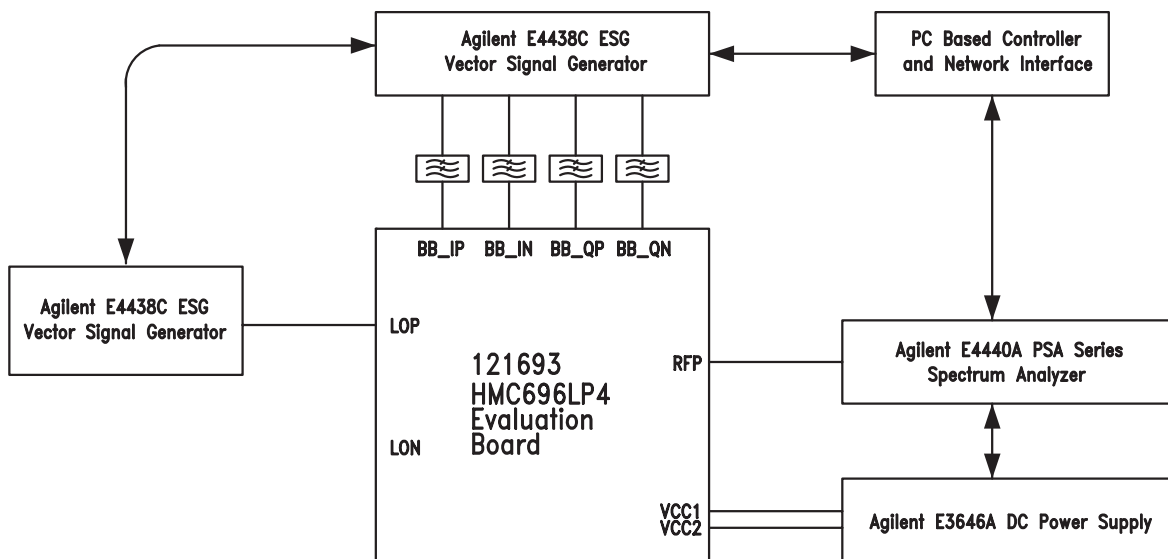 Agilent E4438C ESG
Vector Signal Generator
PC Based Controller
and Network Interface
BB_IP
BB_IN
BB_QP
BB_QN
Agilent E4438C ESG
Vector Signal Generator
LOP
LON
121693
HMC696LP4
Evaluation
Board
RFP
VCC1
VCC2
Agilent E4440A PSA Series
Spectrum Analyzer
Agilent E3646A DC Power Supply